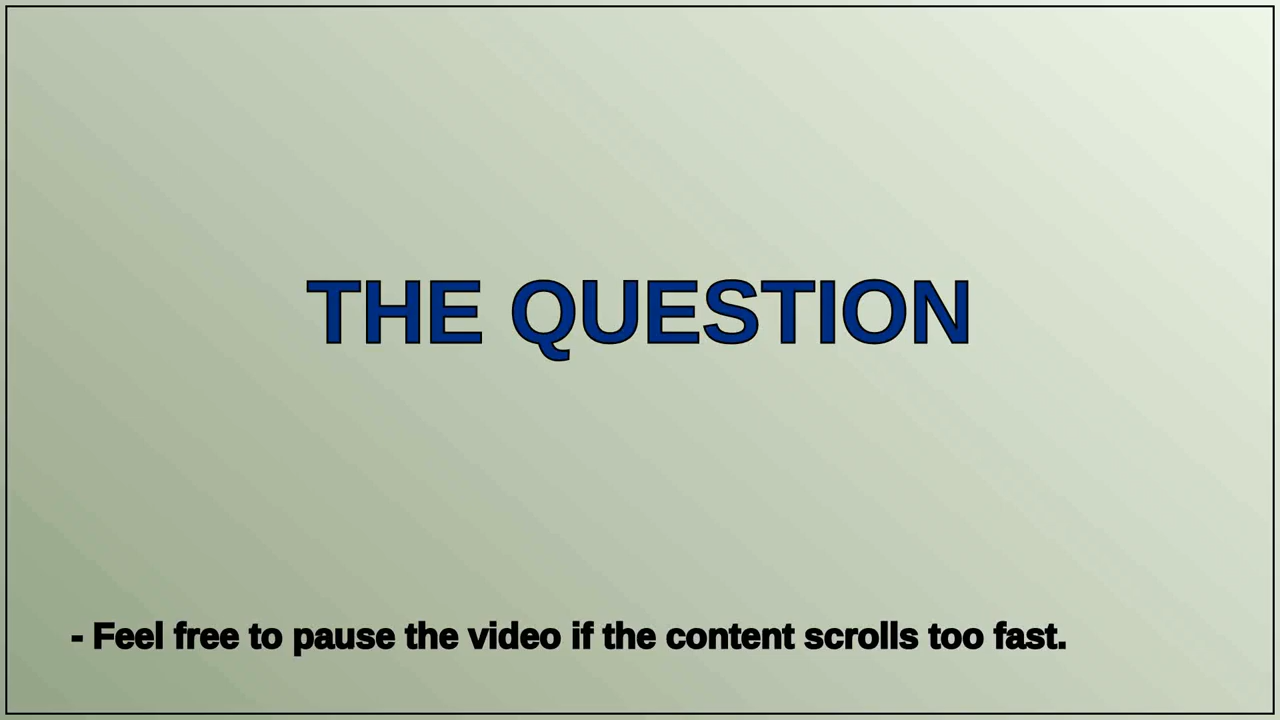 THE QUESTION
- Feel free to pause the video if the content scrolls too fast.